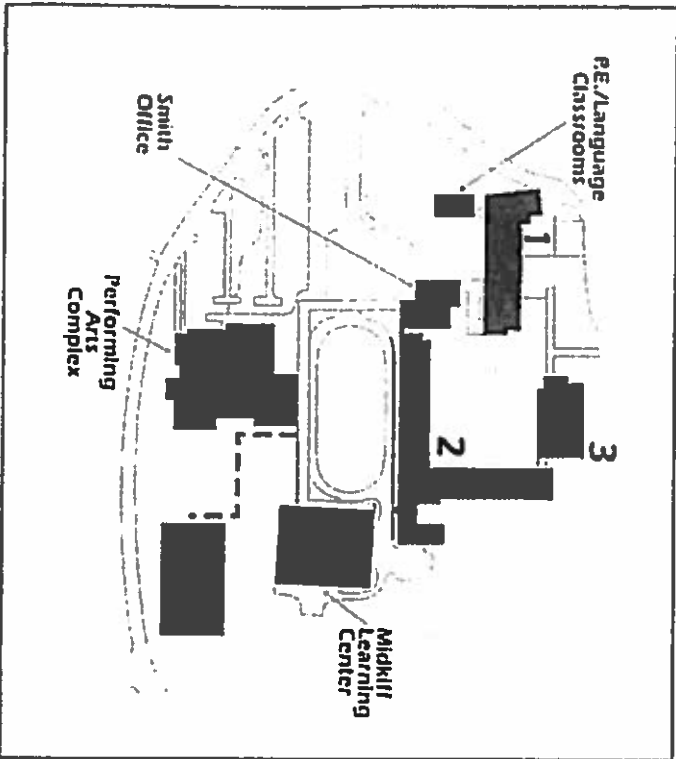 P.E./Language
Classrooms
3
1
2
Midkiff
Learning
Center
Smith
Office
Performing
Arts
Complex